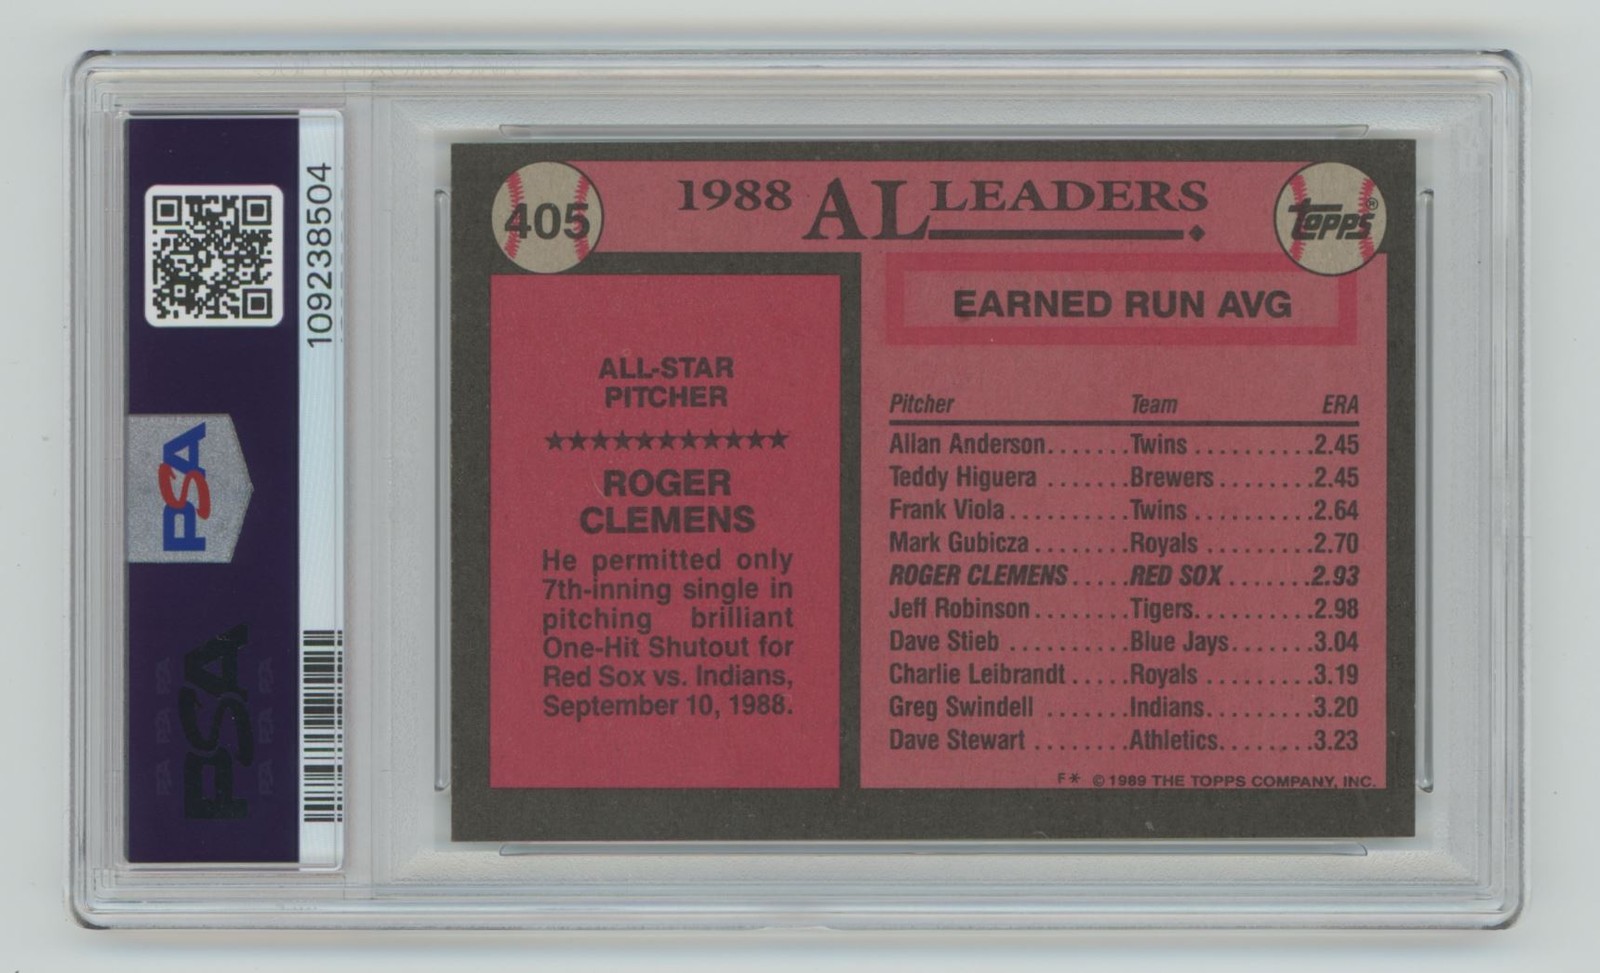 109238504
PSA
PSA
405
1988 AL LEADERS
topps®
ALL-STAR
PITCHER
ROGER
CLEMENS
He permitted only
7th-inning single in
pitching brilliant
One-Hit Shutout for
Red Sox vs. Indians,
September 10, 1988.
EARNED RUN AVG
Pitcher Team ERA
Allan Anderson.......Twins ..........2.45
Teddy Higuera .......Brewers........2.45
Frank Viola..........Twins ..........2.64
Mark Gubicza ........Royals .........2.70
ROGER CLEMENS.....RED SOX.......2.93
Jeff Robinson........Tigers..........2.98
Dave Stieb ..........Blue Jays.......3.04
Charlie Leibrandt.....Royals .........3.19
Greg Swindell .......Indians.........3.20
Dave Stewart ........Athletics........3.23
F* © 1989 THE TOPPS COMPANY, INC.